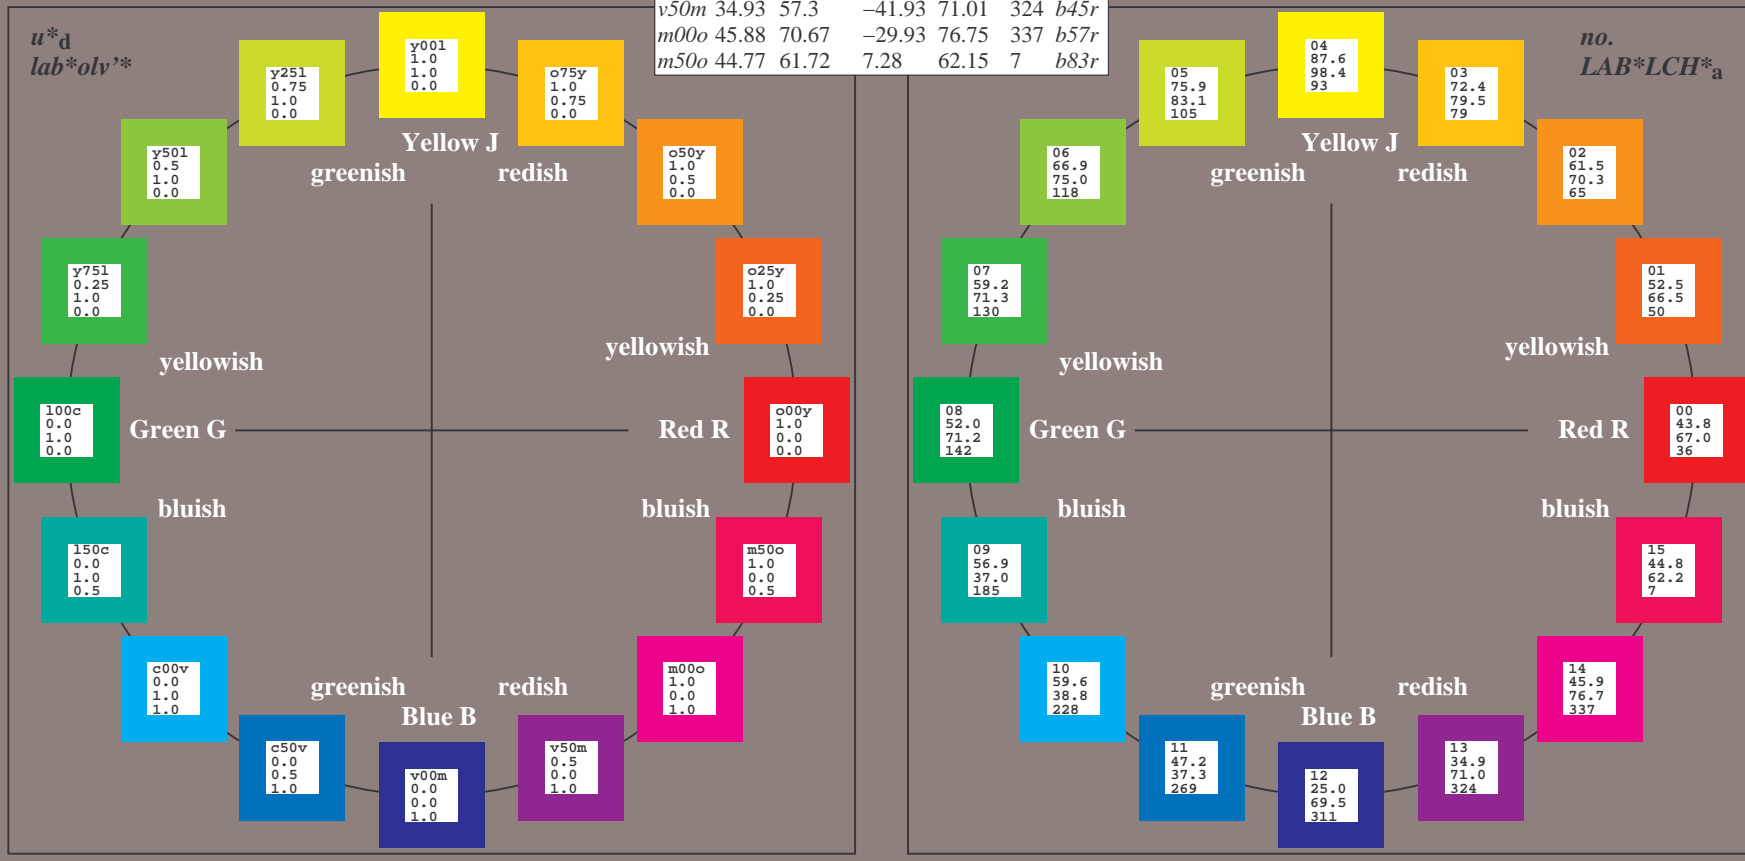 v50m 34.93 57.3 −41.93 71.01 324 b45r
m00o 45.88 70.67 −29.93 76.75 337 b57r
m50o 44.77 61.72 7.28 62.15 7 b83r
u*d
lab*olv’*
y00l
1.0
1.0
0.0
y25l
0.75
1.0
0.0
o75y
1.0
0.75
0.0
y50l
0.5
1.0
0.0
o50y
1.0
0.5
0.0
Yellow J
greenish redish
y75l
0.25
1.0
0.0
o25y
1.0
0.25
0.0
yellowish
yellowish
l00c
0.0
1.0
0.0
Green G
Red R
o00y
1.0
0.0
0.0
bluish
bluish
l50c
0.0
1.0
0.5
m50o
1.0
0.0
0.5
c00v
0.0
1.0
1.0
m00o
1.0
0.0
1.0
greenish redish
Blue B
c50v
0.0
0.5
1.0
v00m
0.0
0.0
1.0
v50m
0.5
0.0
1.0
no.
LAB*LCH*a
04
87.6
98.4
93
05
75.9
83.1
105
03
72.4
79.5
79
06
66.9
75.0
118
02
61.5
70.3
65
Yellow J
greenish redish
07
59.2
71.3
130
01
52.5
66.5
50
yellowish
yellowish
08
52.0
71.2
142
Green G
Red R
00
43.8
67.0
36
bluish
bluish
09
56.9
37.0
185
15
44.8
62.2
7
10
59.6
38.8
228
14
45.9
76.7
337
greenish redish
Blue B
11
47.2
37.3
269
12
25.0
69.5
311
13
34.9
71.0
324